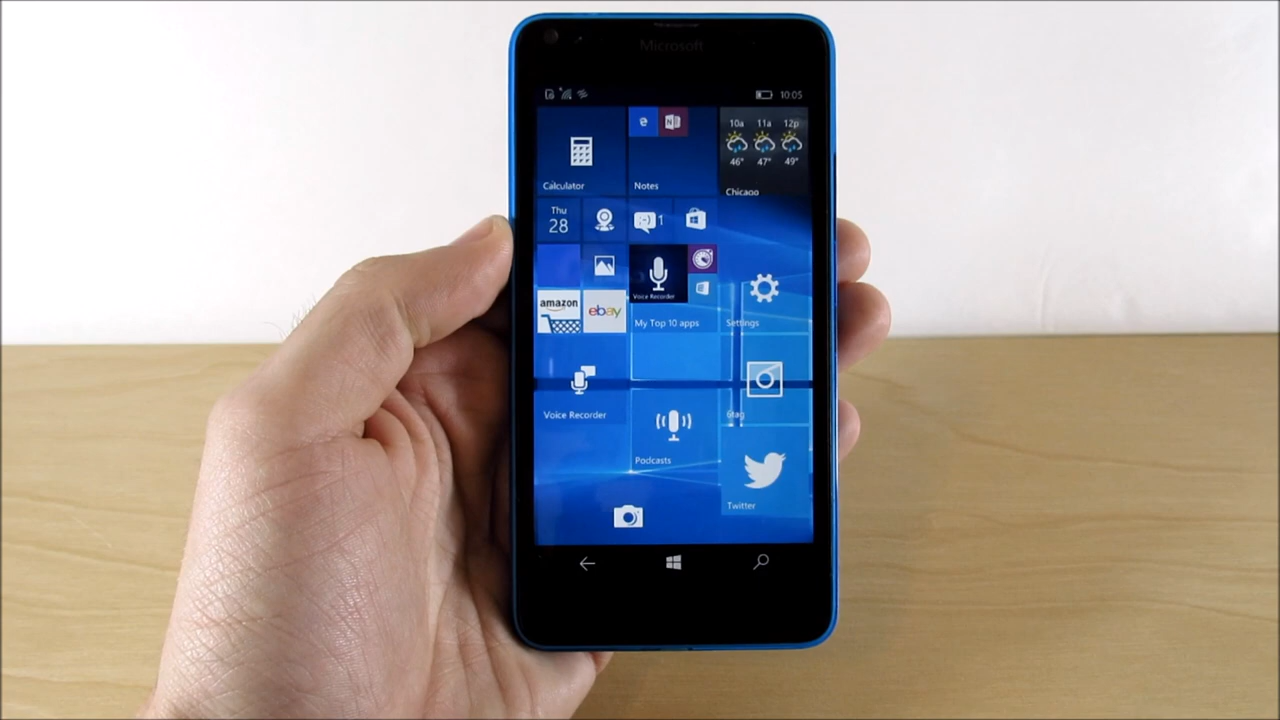 Microsoft
10:05
10a 11a 12p
46° 47° 49°
Calculator
Notes
Chicago
Thu
28
1
Voice Recorder
amazon
ebay
My Top 10 apps
Settings
Voice Recorder
6tag
Podcasts
Twitter